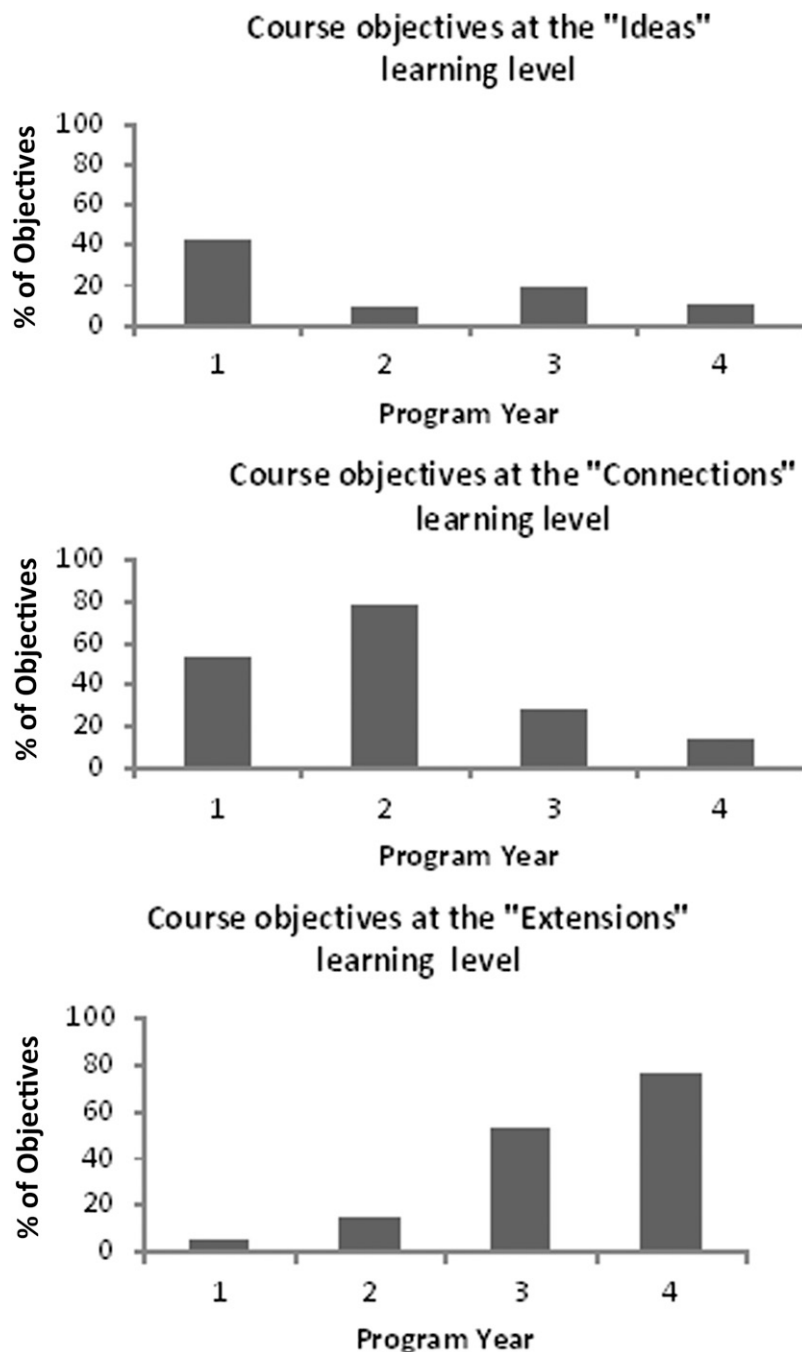 Course objectives at the "Ideas"
learning level
% of Objectives
100
80
60
40
20
0
1 2 3 4
Program Year
Course objectives at the "Connections"
learning level
% of Objectives
100
80
60
40
20
0
1 2 3 4
Program Year
Course objectives at the "Extensions"
learning level
% of Objectives
100
80
60
40
20
0
1 2 3 4
Program Year